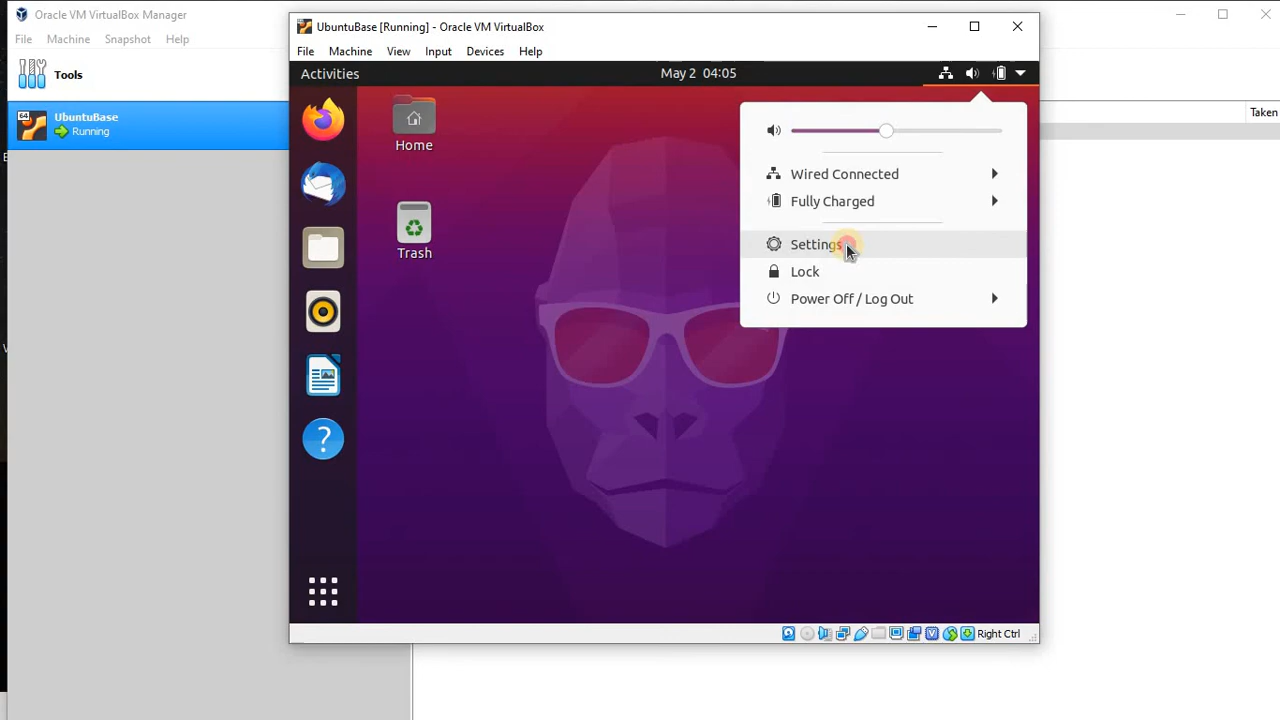 Oracle VM VirtualBox Manager
File Machine Snapshot Help
Tools
64
UbuntuBase
Running
Taken
UbuntuBase [Running] - Oracle VM VirtualBox
File Machine View Input Devices Help
Activities
May 2 04:05
Home
Trash
Wired Connected
Fully Charged
Settings
Lock
Power Off / Log Out
Right Ctrl